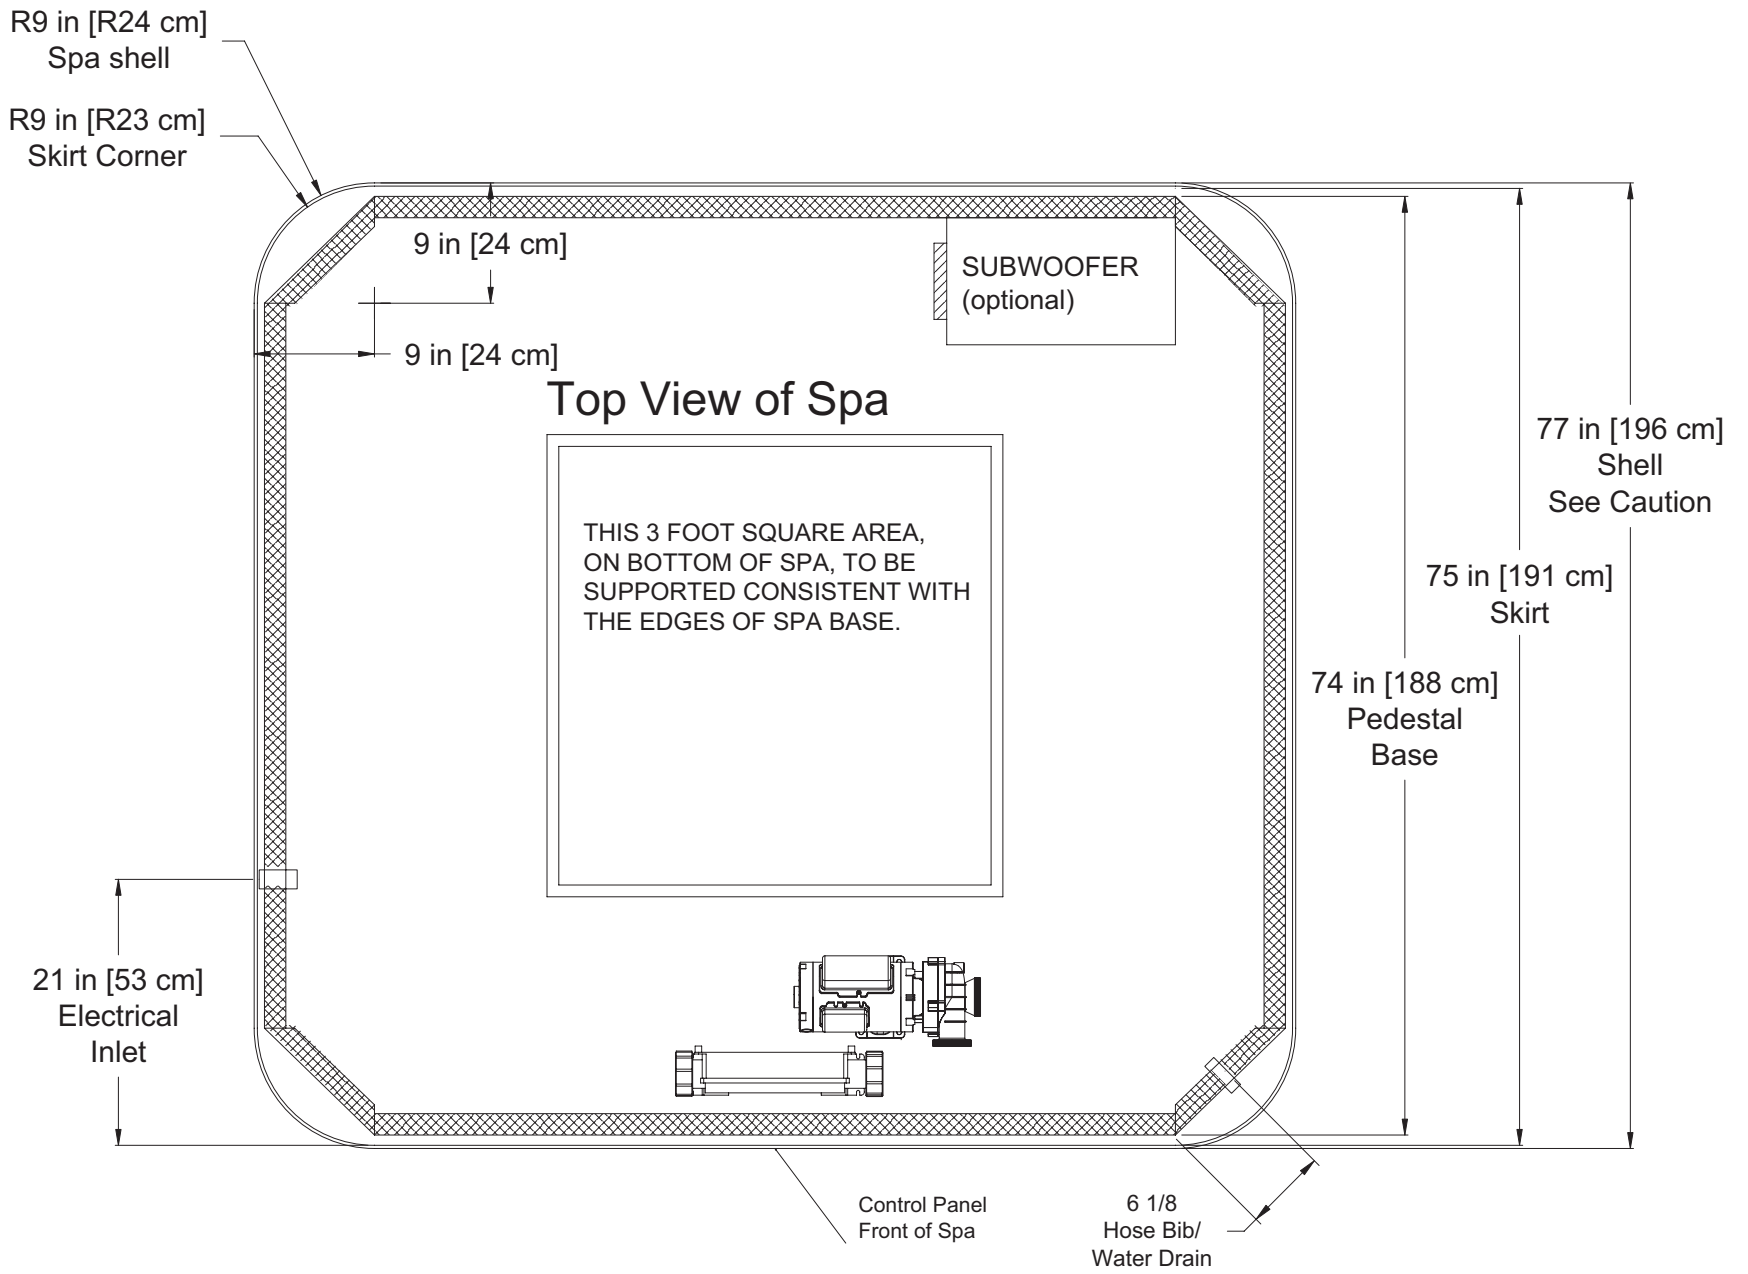 R9 in [R24 cm]
Spa shell
R9 in [R23 cm]
Skirt Corner
9 in [24 cm]
SUBWOOFER
(optional)
9 in [24 cm]
Top View of Spa
77 in [196 cm]
Shell
See Caution
THIS 3 FOOT SQUARE AREA,
ON BOTTOM OF SPA, TO BE
SUPPORTED CONSISTENT WITH
THE EDGES OF SPA BASE.
75 in [191 cm]
Skirt
74 in [188 cm]
Pedestal
Base
21 in [53 cm]
Electrical
Inlet
Control Panel
Front of Spa
6 1/8
Hose Bib/
Water Drain